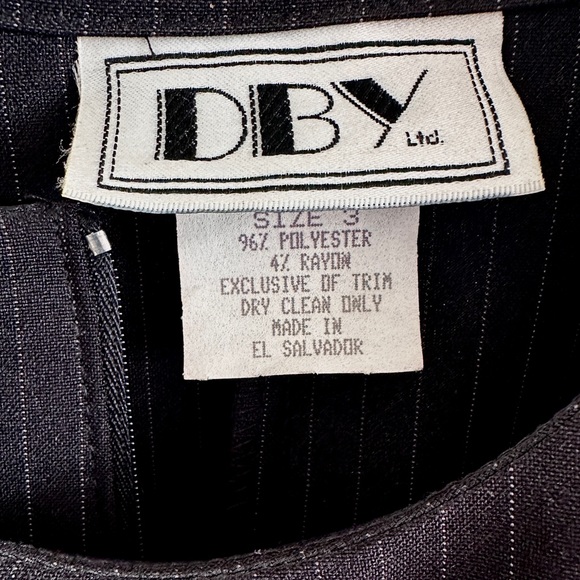 DBY Ltd.
SIZE 3
96% POLYESTER
4% RAYON
EXCLUSIVE OF TRIM
DRY CLEAN ONLY
MADE IN
EL SALVADOR